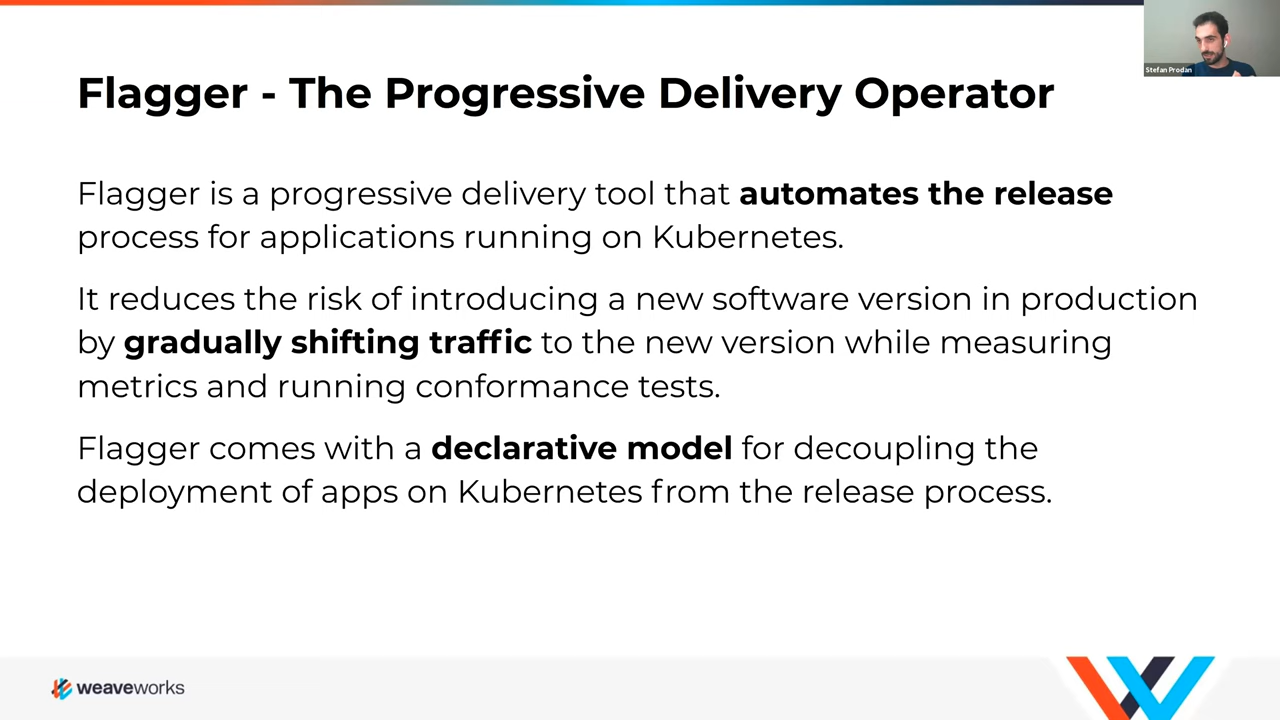 Stefan Prodan
Flagger - The Progressive Delivery Operator
Flagger is a progressive delivery tool that automates the release
process for applications running on Kubernetes.
It reduces the risk of introducing a new software version in production
by gradually shifting traffic to the new version while measuring
metrics and running conformance tests.
Flagger comes with a declarative model for decoupling the
deployment of apps on Kubernetes from the release process.
weaveworks